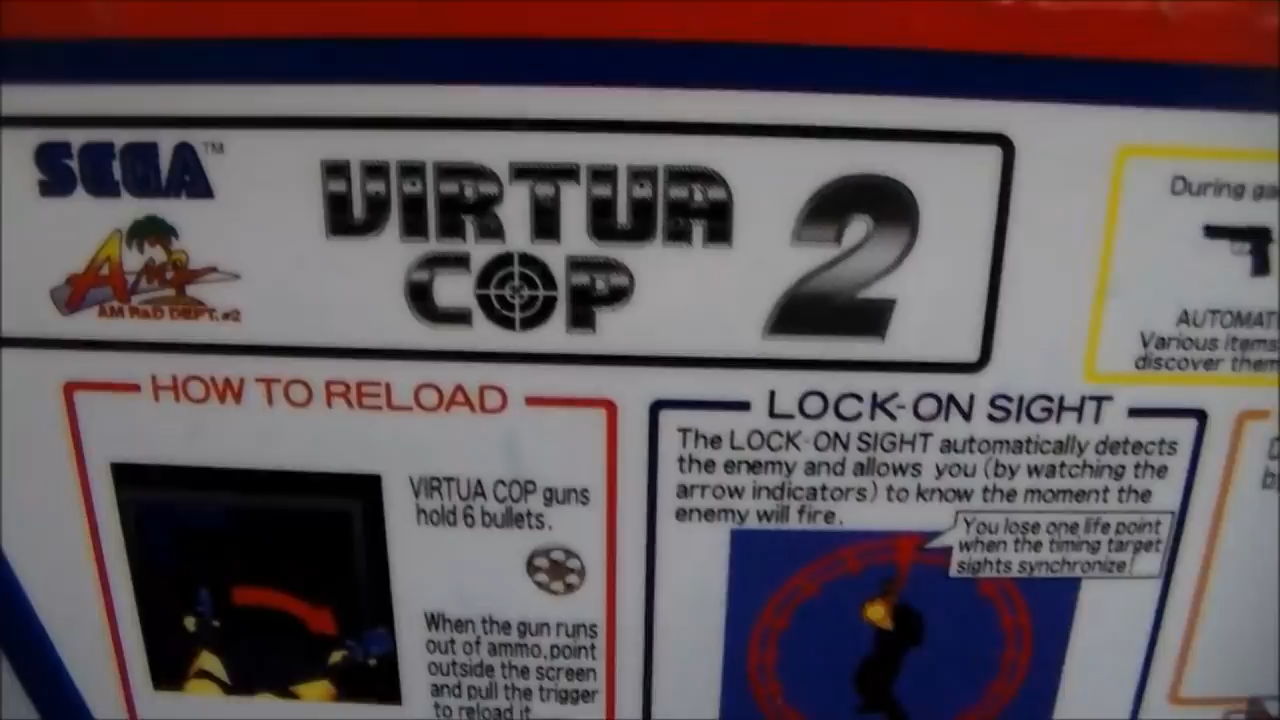 SEGA™
AM2
AM R&D DEPT. #2
VIRTUA
COP
2
During
AUTOMAT
Various items
discover them
HOW TO RELOAD
VIRTUA COP guns
hold 6 bullets.
When the gun runs
out of ammo, point
outside the screen
and pull the trigger
to reload it.
LOCK-ON SIGHT
The LOCK-ON SIGHT automatically detects
the enemy and allows you (by watching the
arrow indicators) to know the moment the
enemy will fire.
You lose one life point
when the timing target
sights synchronize!